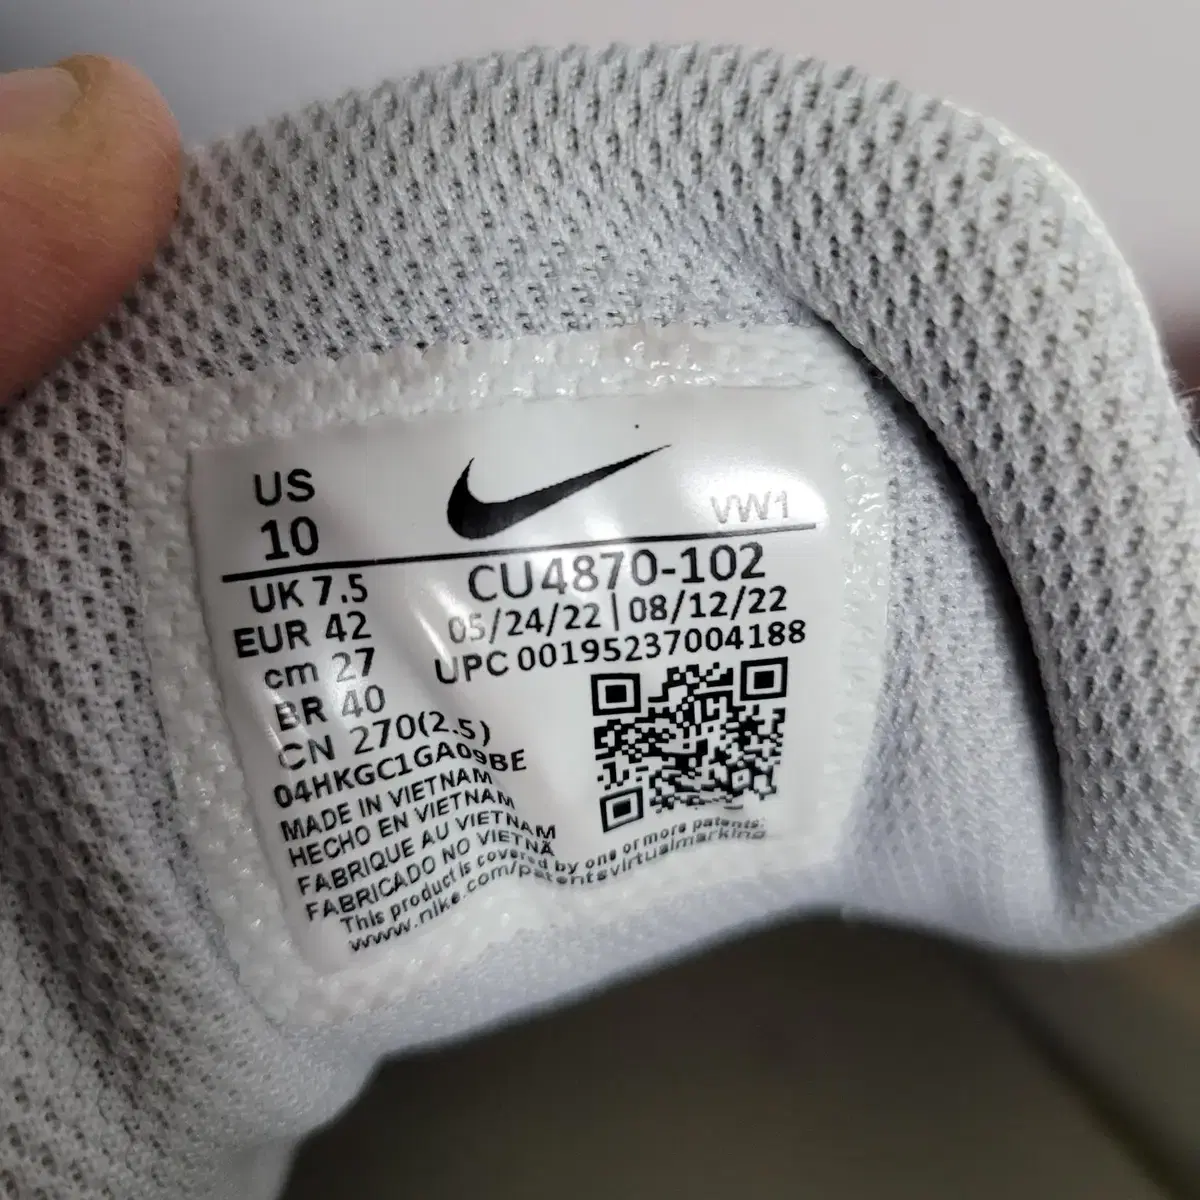 US
10
VW1
UK 7.5
EUR 42
cm 27
BR 40
CN 270(2.5)
CU4870-102
05/24/22 | 08/12/22
UPC 00195237004188
04HKGC1GA09BE
MADE IN VIETNAM
HECHO EN VIETNAM
FABRIQUE AU VIETNAM
FABRICADO NO VIETNÃ
This product is covered by one or more patents:
www.nike.com/patentsvirtualmarking